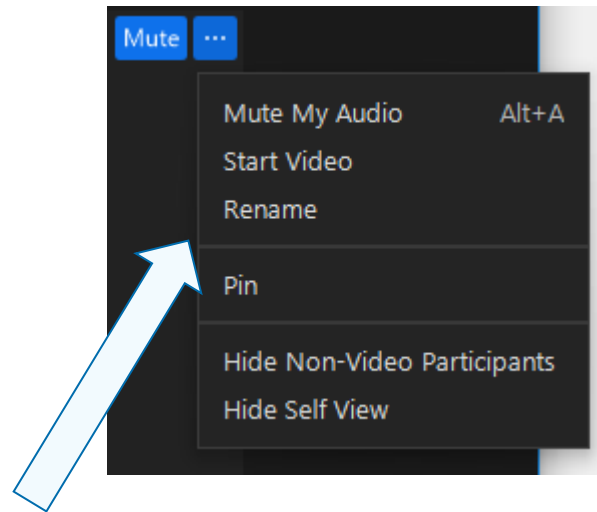 Mute ...
Mute My Audio Alt+A
Start Video
Rename
Pin
Hide Non-Video Participants
Hide Self View